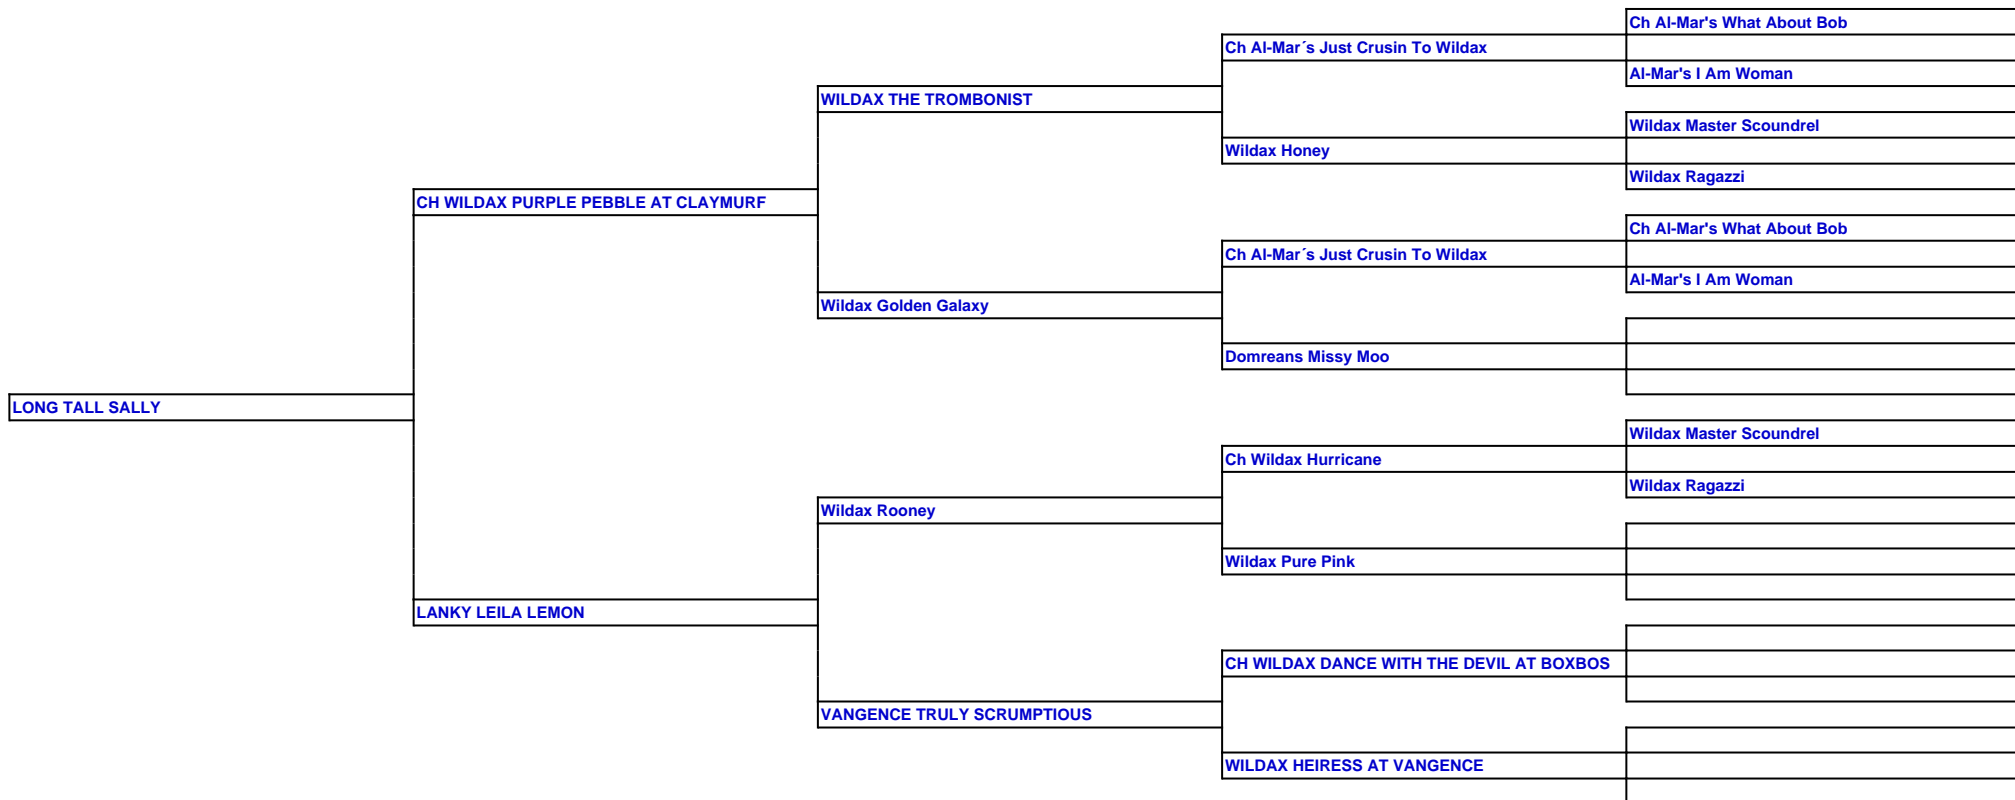 Ch Al-Mar's What About Bob
Ch Al-Mar´s Just Crusin To Wildax
Al-Mar's I Am Woman
WILDAX THE TROMBONIST
Wildax Master Scoundrel
Wildax Honey
Wildax Ragazzi
CH WILDAX PURPLE PEBBLE AT CLAYMURF
Ch Al-Mar's What About Bob
Ch Al-Mar´s Just Crusin To Wildax
Al-Mar's I Am Woman
Wildax Golden Galaxy
Domreans Missy Moo
LONG TALL SALLY
Wildax Master Scoundrel
Ch Wildax Hurricane
Wildax Ragazzi
Wildax Rooney
Wildax Pure Pink
LANKY LEILA LEMON
CH WILDAX DANCE WITH THE DEVIL AT BOXBOS
VANGENCE TRULY SCRUMPTIOUS
WILDAX HEIRESS AT VANGENCE